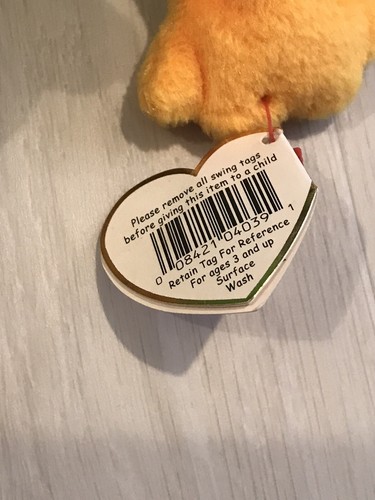 Please remove all swing tags
before giving this item to a child
0 08421 04039 1
Retain Tag For Reference
For ages 3 and up
Surface
Wash